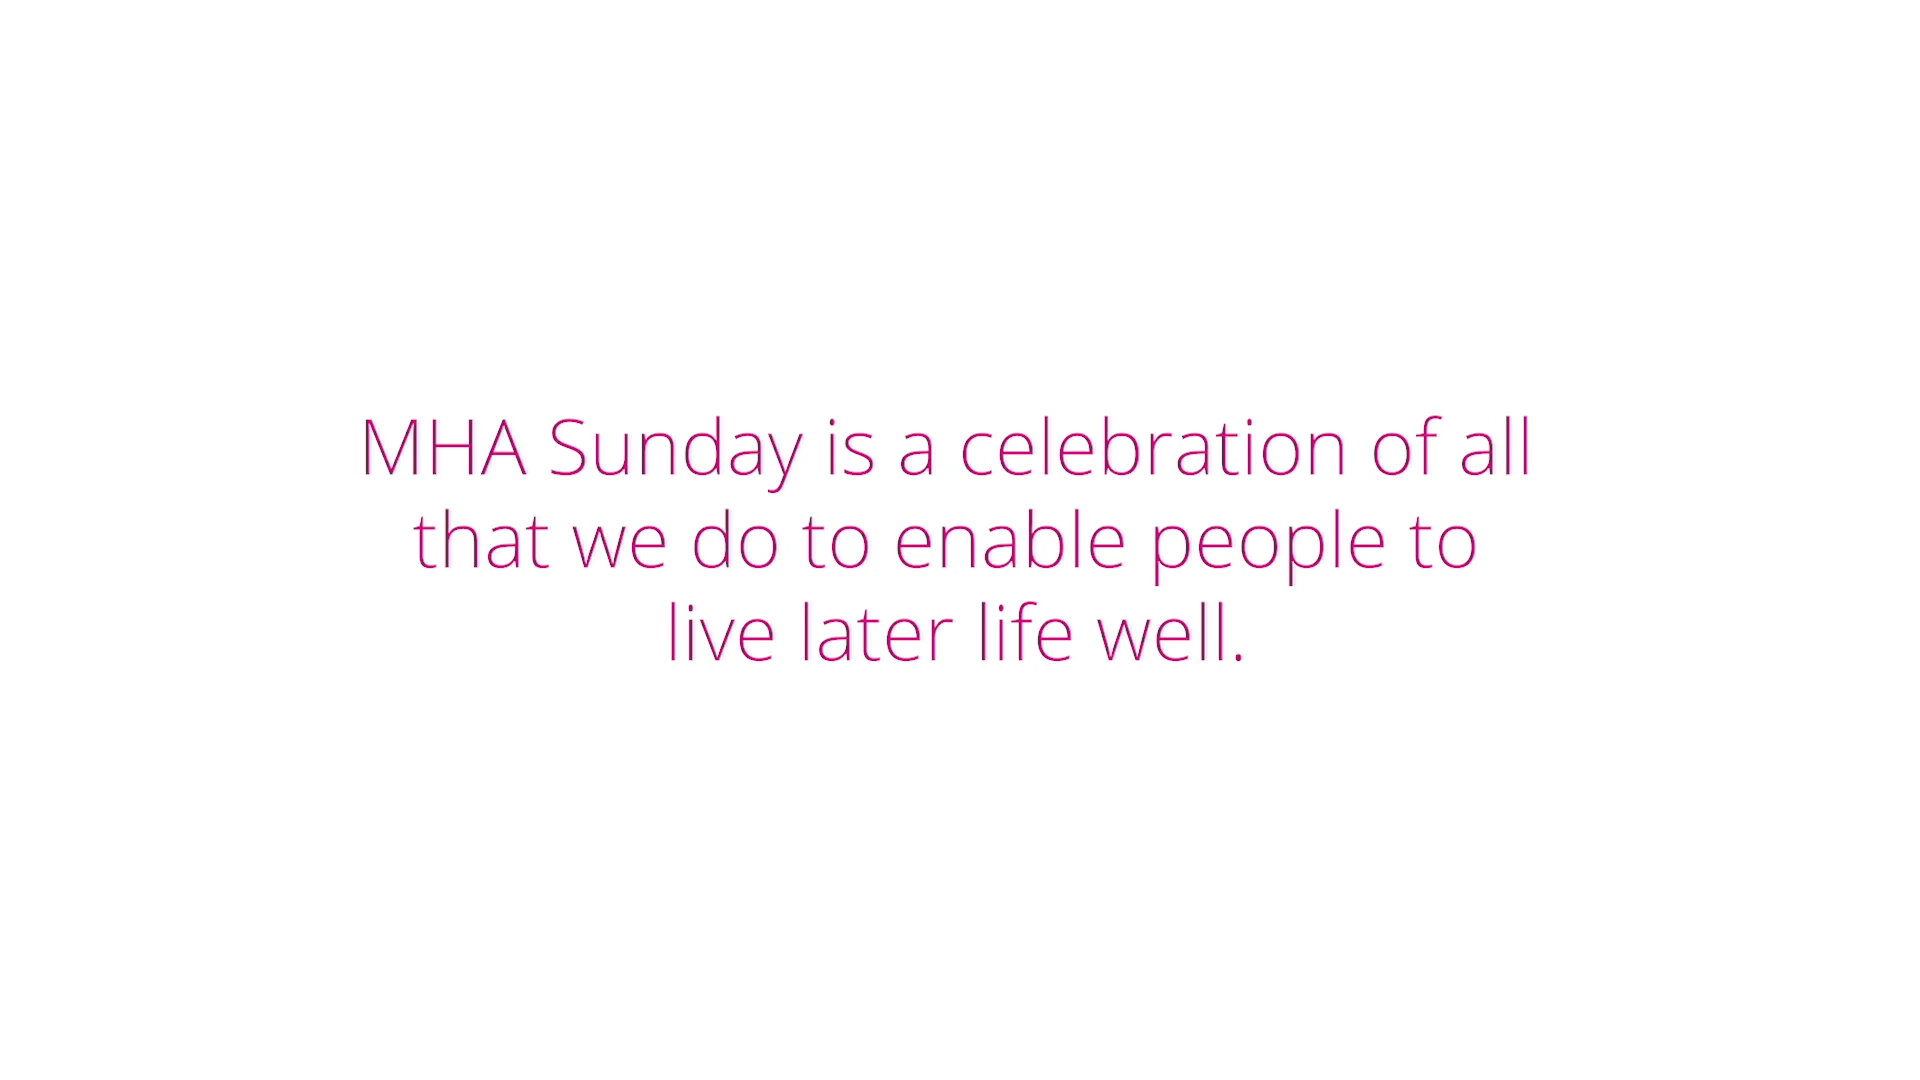 MHA Sunday is a celebration of all
that we do to enable people to
live later life well.